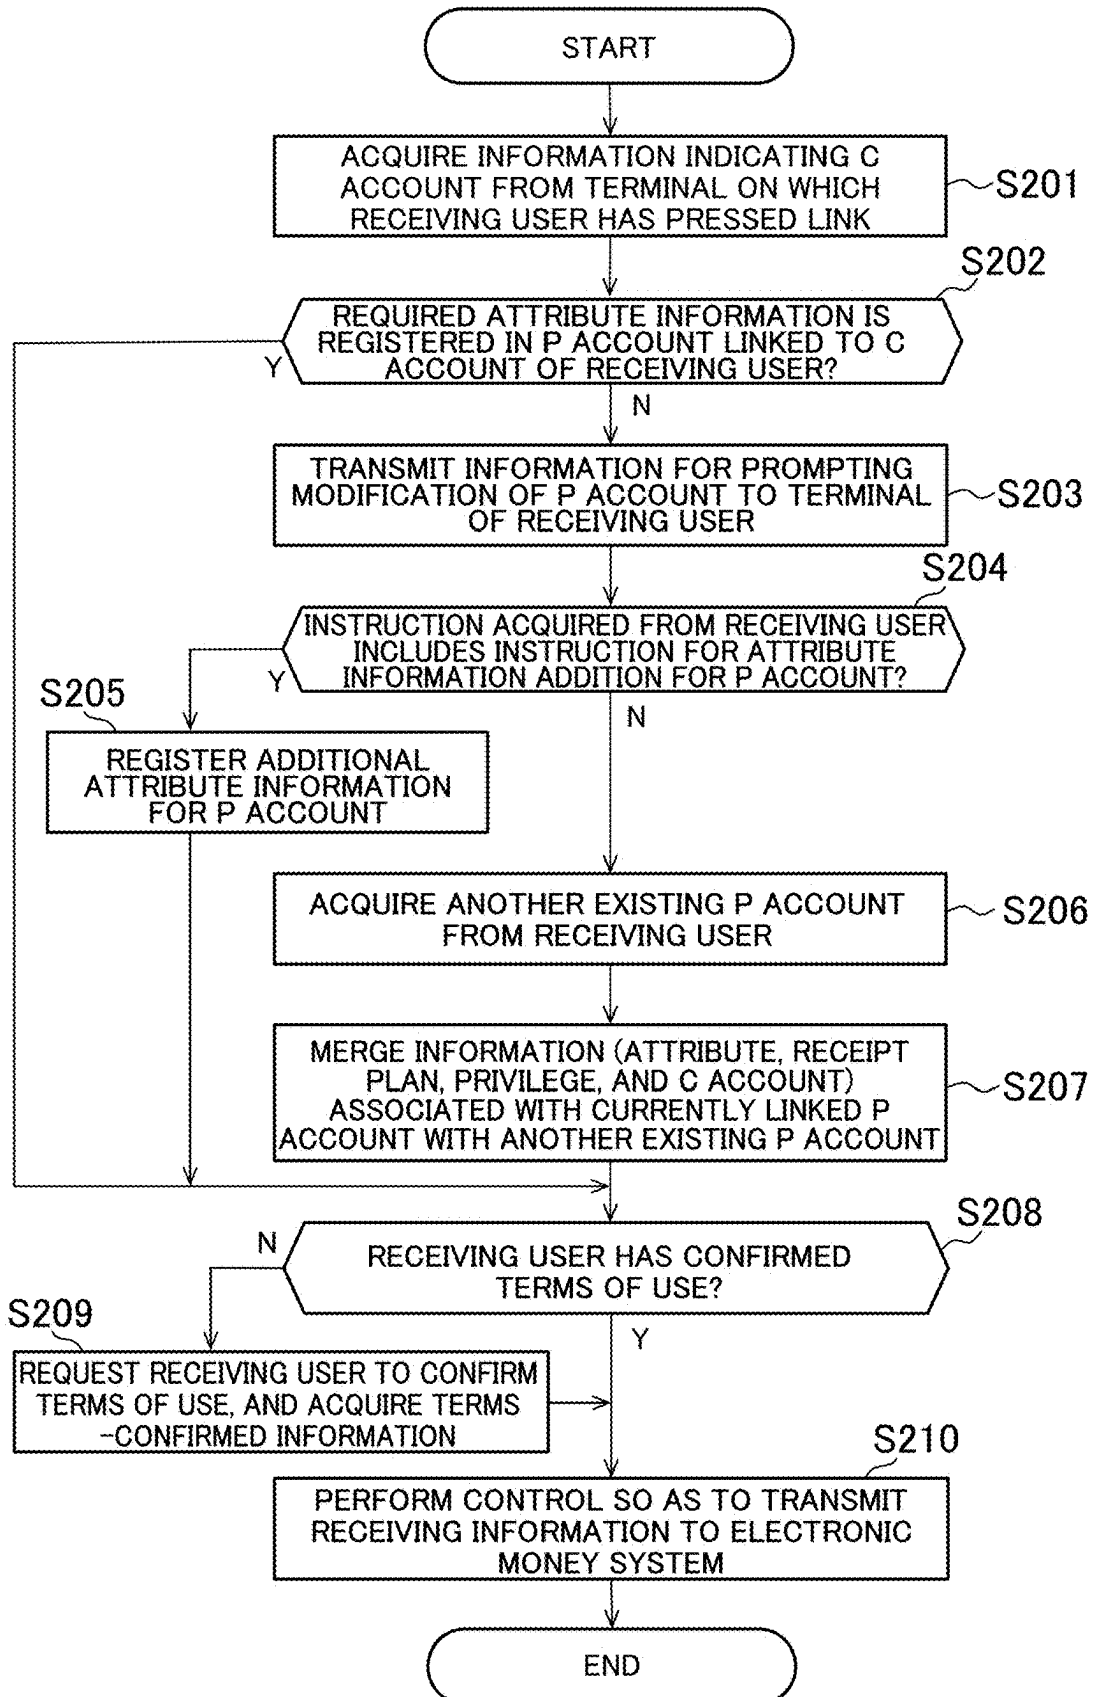 START
ACQUIRE INFORMATION INDICATING C
ACCOUNT FROM TERMINAL ON WHICH
RECEIVING USER HAS PRESSED LINK
S201
S202
REQUIRED ATTRIBUTE INFORMATION IS
REGISTERED IN P ACCOUNT LINKED TO C
ACCOUNT OF RECEIVING USER?
Y
N
TRANSMIT INFORMATION FOR PROMPTING
MODIFICATION OF P ACCOUNT TO TERMINAL
OF RECEIVING USER
S203
S204
INSTRUCTION ACQUIRED FROM RECEIVING USER
INCLUDES INSTRUCTION FOR ATTRIBUTE
INFORMATION ADDITION FOR P ACCOUNT?
Y
N
S205
REGISTER ADDITIONAL
ATTRIBUTE INFORMATION
FOR P ACCOUNT
ACQUIRE ANOTHER EXISTING P ACCOUNT
FROM RECEIVING USER
S206
MERGE INFORMATION (ATTRIBUTE, RECEIPT
PLAN, PRIVILEGE, AND C ACCOUNT)
ASSOCIATED WITH CURRENTLY LINKED P
ACCOUNT WITH ANOTHER EXISTING P ACCOUNT
S207
S208
RECEIVING USER HAS CONFIRMED
TERMS OF USE?
N
Y
S209
REQUEST RECEIVING USER TO CONFIRM
TERMS OF USE, AND ACQUIRE TERMS
-CONFIRMED INFORMATION
S210
PERFORM CONTROL SO AS TO TRANSMIT
RECEIVING INFORMATION TO ELECTRONIC
MONEY SYSTEM
END